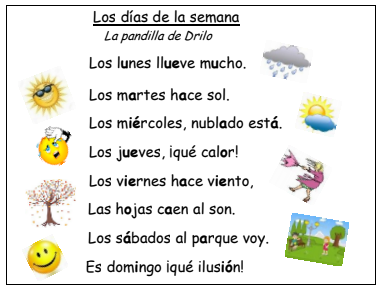 Los días de la semana
La pandilla de Drilo
Los lunes llueve mucho.
Los martes hace sol.
Los miércoles, nublado está.
Los jueves, ¡qué calor!
Los viernes hace viento,
Las hojas caen al son.
Los sábados al parque voy.
Es domingo ¡qué ilusión!